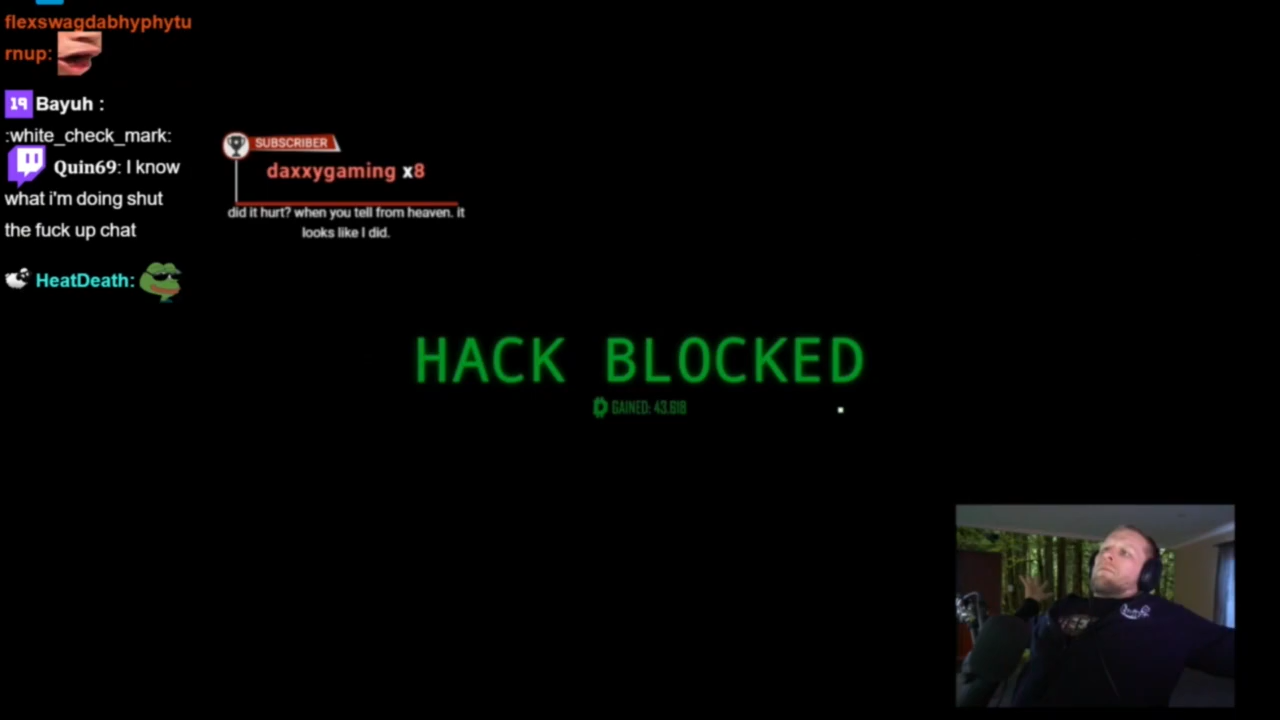 flexswagdabhyphytu
rnup:
19 Bayuh :
:white_check_mark:
Quin69: I know
what i'm doing shut
the fuck up chat
HeatDeath:
SUBSCRIBER
daxxygaming x8
did it hurt? when you tell from heaven. it
looks like I did.
HACK BLOCKED
GAINED: 43.618